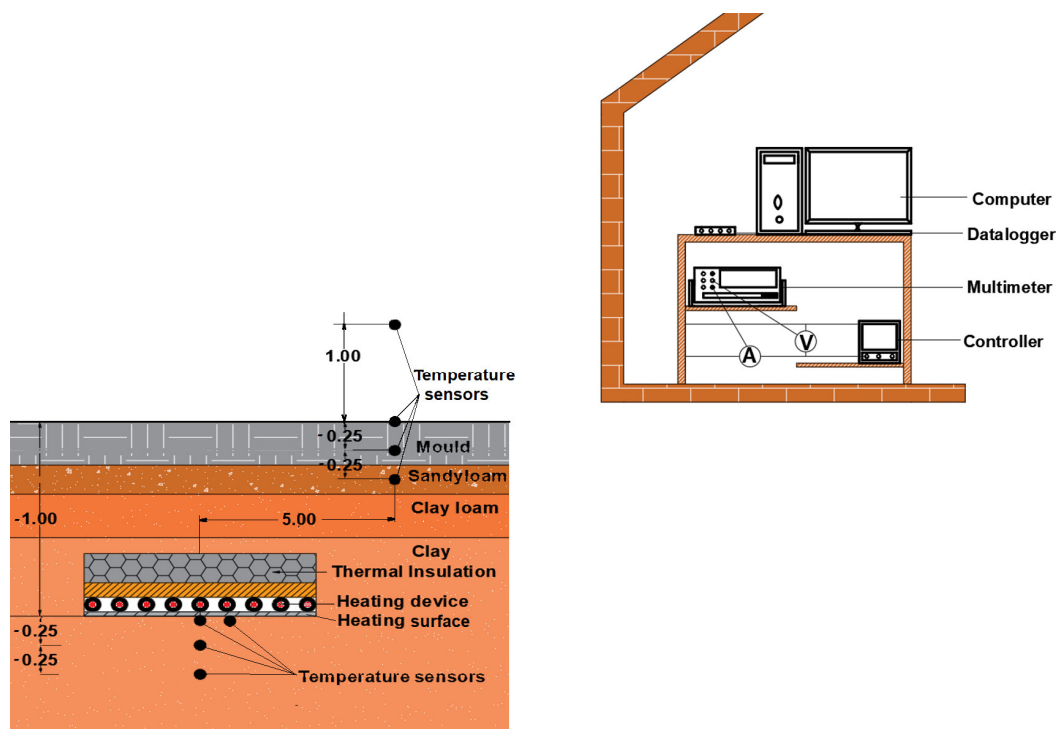 Computer
Datalogger
Multimeter
Controller
V
A
1.00
Temperature
sensors
-0.25
Mould
-0.25
Sandyloam
Clay loam
-1.00
5.00
Clay
Thermal Insulation
Heating device
Heating surface
-0.25
-0.25
Temperature sensors